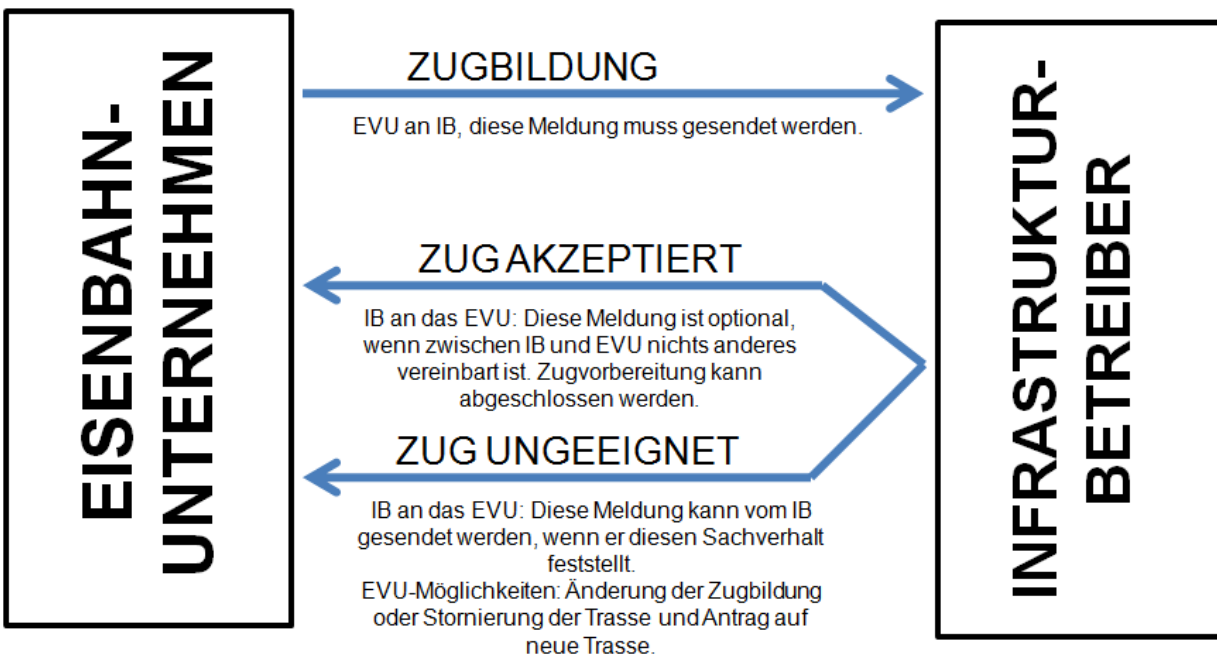 EISENBAHN-
UNTERNEHMEN
ZUGBILDUNG
EVU an IB, diese Meldung muss gesendet werden.
ZUG AKZEPTIERT
IB an das EVU: Diese Meldung ist optional,
wenn zwischen IB und EVU nichts anderes
vereinbart ist. Zugvorbereitung kann
abgeschlossen werden.
ZUG UNGEEIGNET
IB an das EVU: Diese Meldung kann vom IB
gesendet werden, wenn er diesen Sachverhalt
feststellt.
EVU-Möglichkeiten: Änderung der Zugbildung
oder Stornierung der Trasse und Antrag auf
neue Trasse.
INFRASTRUKTUR-
BETREIBER